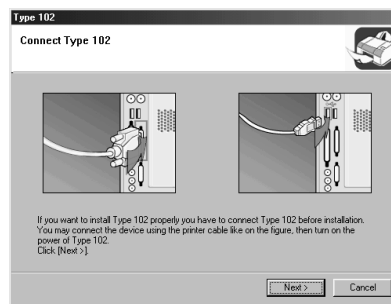 Type 102
Connect Type 102
If you want to install Type 102 properly you have to connect Type 102 before installation.
You may connect the device using the printer cable like on the figure, then turn on the
power of Type 102.
Click [Next >].
Next >
Cancel